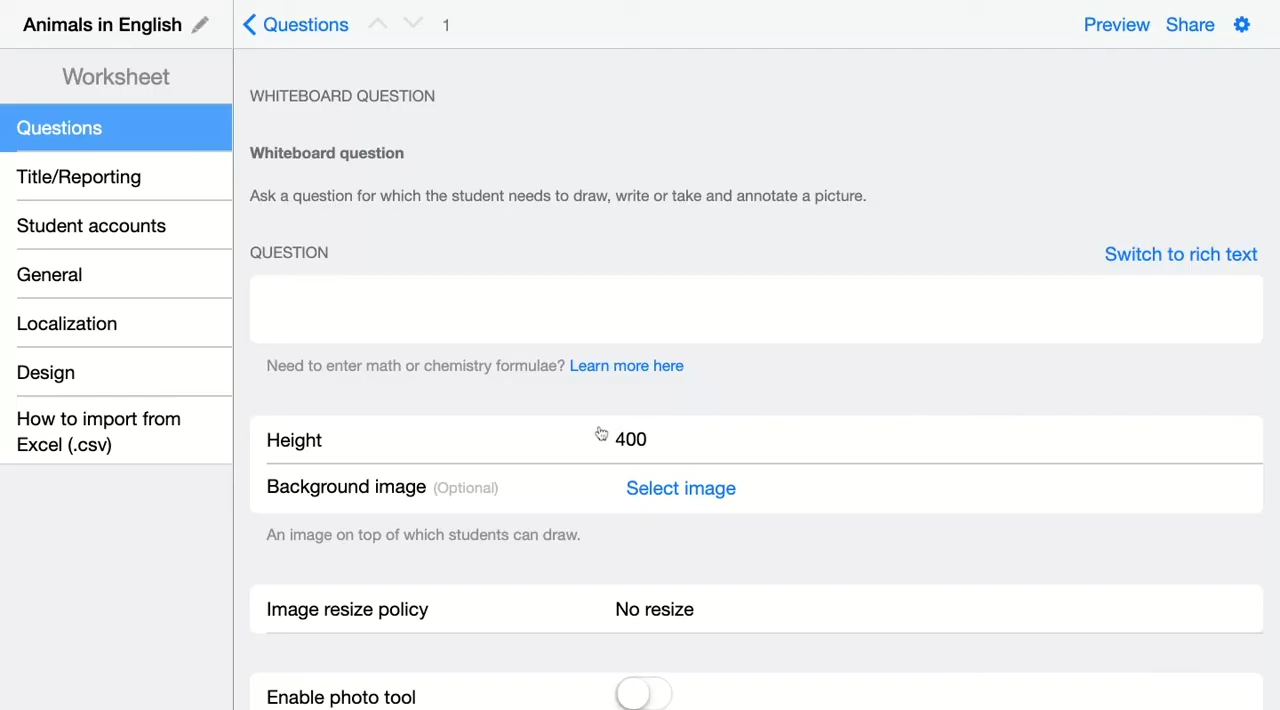 Animals in English
Questions
1
Preview
Share
Worksheet
Questions
Title/Reporting
Student accounts
General
Localization
Design
How to import from
Excel (.csv)
WHITEBOARD QUESTION
Whiteboard question
Ask a question for which the student needs to draw, write or take and annotate a picture.
QUESTION
Switch to rich text
Need to enter math or chemistry formulae? Learn more here
Height 400
Background image (Optional) Select image
An image on top of which students can draw.
Image resize policy No resize
Enable photo tool